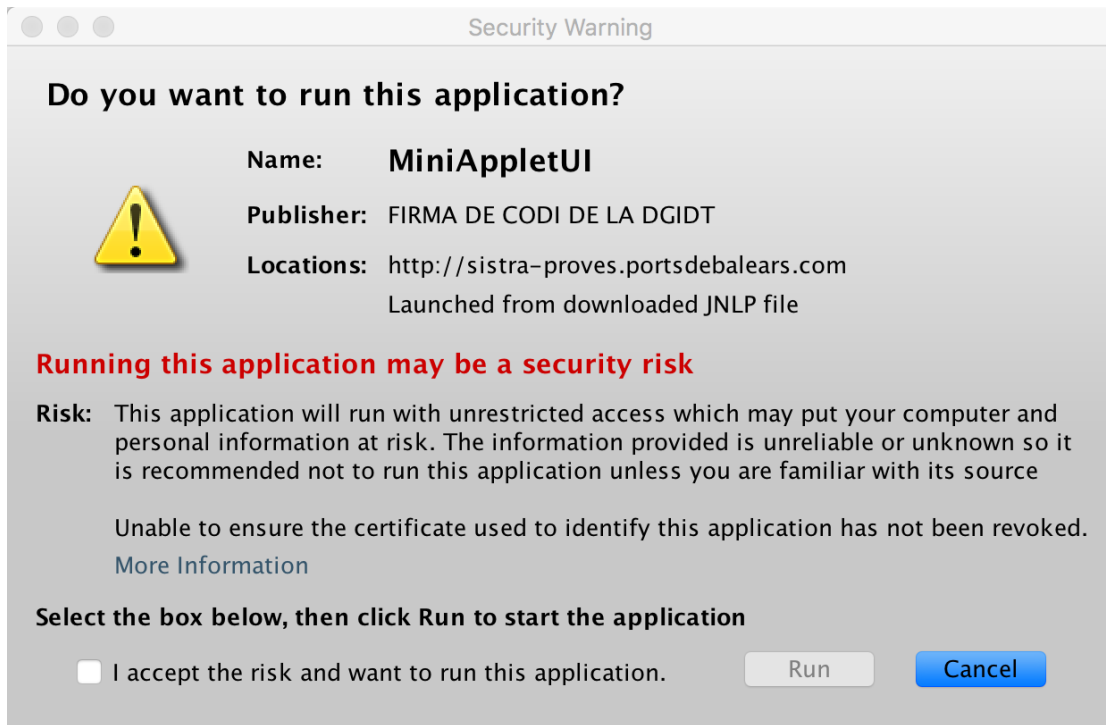 Security Warning
Do you want to run this application?
Name: MiniAppletUI
Publisher: FIRMA DE CODI DE LA DGIDT
Locations: http://sistra-proves.portsdebalears.com
Launched from downloaded JNLP file
Running this application may be a security risk
Risk: This application will run with unrestricted access which may put your computer and
personal information at risk. The information provided is unreliable or unknown so it
is recommended not to run this application unless you are familiar with its source
Unable to ensure the certificate used to identify this application has not been revoked.
More Information
Select the box below, then click Run to start the application
I accept the risk and want to run this application. Run Cancel